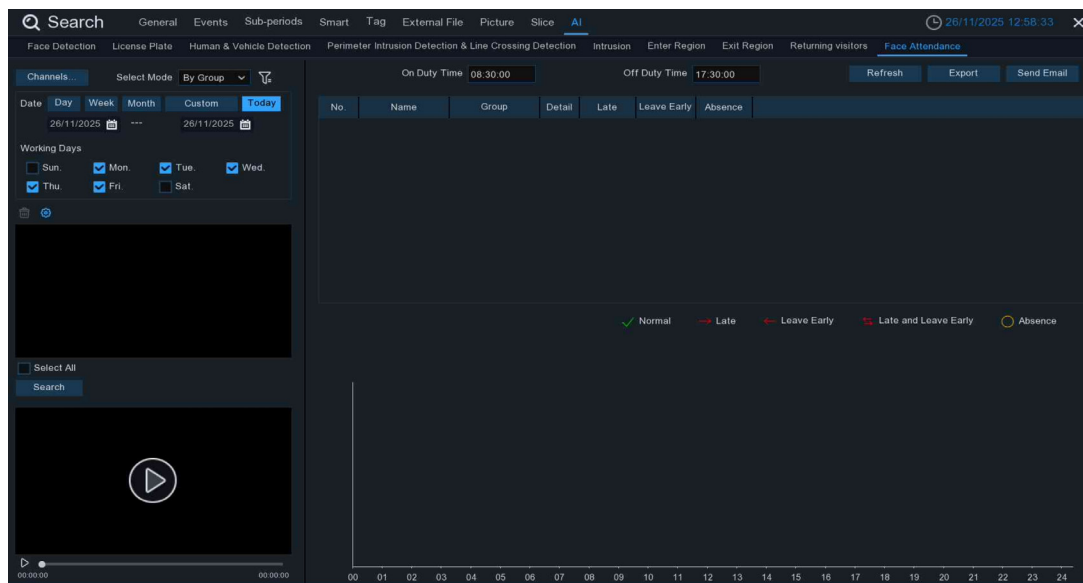 Search General Events Sub-periods Smart Tag External File Picture Slice AI 26/11/2025 12:58:33
Face Detection License Plate Human & Vehicle Detection Perimeter Intrusion Detection & Line Crossing Detection Intrusion Enter Region Exit Region Returning visitors Face Attendance
Channels... Select Mode By Group On Duty Time 08:30:00 Off Duty Time 17:30:00 Refresh Export Send Email
Date Day Week Month Custom Today
No. Name Group Detail Late Leave Early Absence
26/11/2025 --- 26/11/2025
Working Days
Sun. Mon. Tue. Wed.
Thu. Fri. Sat.
Normal Late Leave Early Late and Leave Early Absence
Select All
Search
00:00:00 00:00:00
00 01 02 03 04 05 06 07 08 09 10 11 12 13 14 15 16 17 18 19 20 21 22 23 24